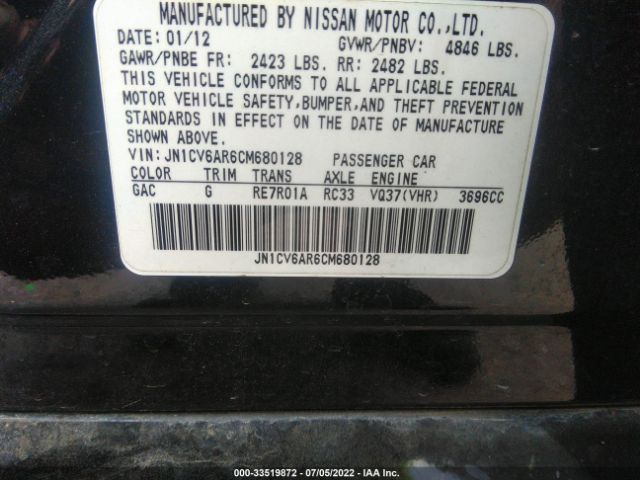 MANUFACTURED BY NISSAN MOTOR CO.,LTD.
DATE: 01/12 GVWR/PNBV: 4846 LBS.
GAWR/PNBE FR: 2423 LBS. RR: 2482 LBS.
THIS VEHICLE CONFORMS TO ALL APPLICABLE FEDERAL
MOTOR VEHICLE SAFETY,BUMPER,AND THEFT PREVENTION
STANDARDS IN EFFECT ON THE DATE OF MANUFACTURE
SHOWN ABOVE.
VIN: JN1CV6AR6CM680128 PASSENGER CAR
COLOR TRIM TRANS AXLE ENGINE
GAC G RE7R01A RC33 VQ37(VHR) 3696CC
JN1CV6AR6CM680128
000-33519872 - 07/05/2022 - IAA Inc.